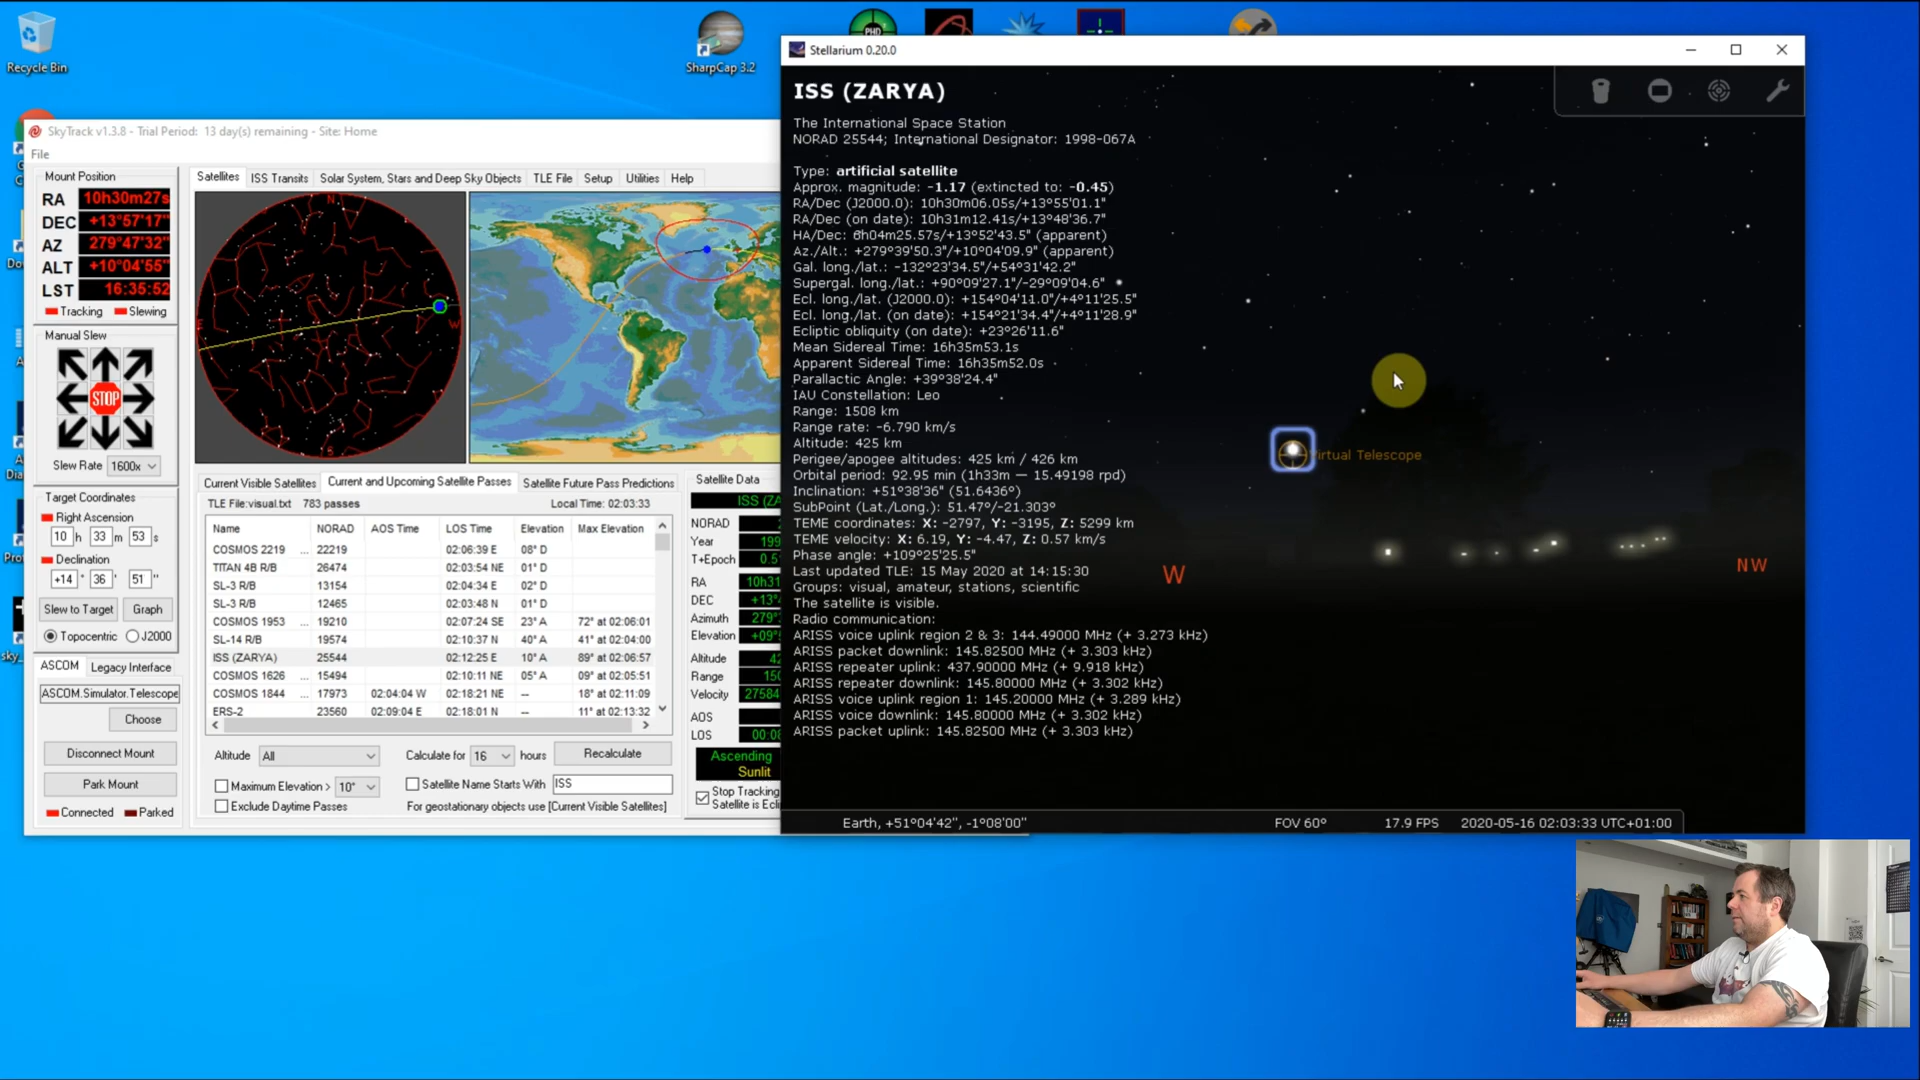 Recycle Bin
SharpCap 3.2
PHD
SkyTrack v1.3.8 - Trial Period: 13 day(s) remaining - Site: Home
File
Mount Position
RA 10h30m27s
DEC +13°57'17"
AZ 279°47'32"
ALT +10°04'55"
LST 16:35:52
Tracking Slewing
Manual Slew
STOP
Slew Rate 1600x
Target Coordinates
Right Ascension
10 h 33 m 53 s
Declination
+14 ° 36 ' 51 "
Slew to Target Graph
Topocentric J2000
ASCOM Legacy Interface
ASCOM.Simulator.Telescope
Choose
Disconnect Mount
Park Mount
Connected Parked
Satellites ISS Transits Solar System, Stars and Deep Sky Objects TLE File Setup Utilities Help
N
W
S
Current Visible Satellites Current and Upcoming Satellite Passes Satellite Future Pass Predictions
TLE File:visual.txt 783 passes Local Time: 02:03:33
Name NORAD AOS Time LOS Time Elevation Max Elevation
COSMOS 2219 ... 22219 02:06:39 E 08° D
TITAN 4B R/B 26474 02:03:54 NE 01° D
SL-3 R/B 13154 02:04:34 E 02° D
SL-3 R/B 12465 02:03:48 N 01° D
COSMOS 1953 ... 19210 02:07:24 SE 23° A 72° at 02:06:01
SL-14 R/B 19574 02:10:37 N 40° A 41° at 02:04:00
ISS (ZARYA) 25544 02:12:25 E 10° A 89° at 02:06:57
COSMOS 1626 ... 15494 02:10:11 NE 05° A 09° at 02:05:51
COSMOS 1844 ... 17973 02:04:04 W 02:18:21 NE -- 18° at 02:11:09
ERS-2 23560 02:09:04 E 02:18:01 N -- 11° at 02:13:32
Altitude All Calculate for 16 hours Recalculate
Maximum Elevation > 10° Satellite Name Starts With ISS
Exclude Daytime Passes For geostationary objects use [Current Visible Satellites]
Satellite Data
ISS (ZA
NORAD
Year 199
T+Epoch 0.5
RA 10h31
DEC +13°
Azimuth 279°
Elevation +09°
Altitude 42
Range 150
Velocity 27584
AOS
LOS 00:08
Ascending
Sunlit
Stop Tracking
Satellite is Ecli
Stellarium 0.20.0
ISS (ZARYA)
The International Space Station
NORAD 25544; International Designator: 1998-067A
Type: artificial satellite
Approx. magnitude: -1.17 (extincted to: -0.45)
RA/Dec (J2000.0): 10h30m06.05s/+13°55'01.1"
RA/Dec (on date): 10h31m12.41s/+13°48'36.7"
HA/Dec: 6h04m25.57s/+13°52'43.5" (apparent)
Az./Alt.: +279°39'50.3"/+10°04'09.9" (apparent)
Gal. long./lat.: -132°23'34.5"/+54°31'42.2"
Supergal. long./lat.: +90°09'27.1"/-29°09'04.6"
Ecl. long./lat. (J2000.0): +154°04'11.0"/+4°11'25.5"
Ecl. long./lat. (on date): +154°21'34.4"/+4°11'28.9"
Ecliptic obliquity (on date): +23°26'11.6"
Mean Sidereal Time: 16h35m53.1s
Apparent Sidereal Time: 16h35m52.0s
Parallactic Angle: +39°38'24.4"
IAU Constellation: Leo
Range: 1508 km
Range rate: -6.790 km/s
Altitude: 425 km
Perigee/apogee altitudes: 425 km / 426 km
Orbital period: 92.95 min (1h33m — 15.49198 rpd)
Inclination: +51°38'36" (51.6436°)
SubPoint (Lat./Long.): 51.47°/-21.303°
TEME coordinates: X: -2797, Y: -3195, Z: 5299 km
TEME velocity: X: 6.19, Y: -4.47, Z: 0.57 km/s
Phase angle: +109°25'25.5"
Last updated TLE: 15 May 2020 at 14:15:30
Groups: visual, amateur, stations, scientific
The satellite is visible.
Radio communication:
ARISS voice uplink region 2 & 3: 144.49000 MHz (+ 3.273 kHz)
ARISS packet downlink: 145.82500 MHz (+ 3.303 kHz)
ARISS repeater uplink: 437.90000 MHz (+ 9.918 kHz)
ARISS repeater downlink: 145.80000 MHz (+ 3.302 kHz)
ARISS voice uplink region 1: 145.20000 MHz (+ 3.289 kHz)
ARISS voice downlink: 145.80000 MHz (+ 3.302 kHz)
ARISS packet uplink: 145.82500 MHz (+ 3.303 kHz)
Virtual Telescope
W
NW
Earth, +51°04'42", -1°08'00" FOV 60° 17.9 FPS 2020-05-16 02:03:33 UTC+01:00